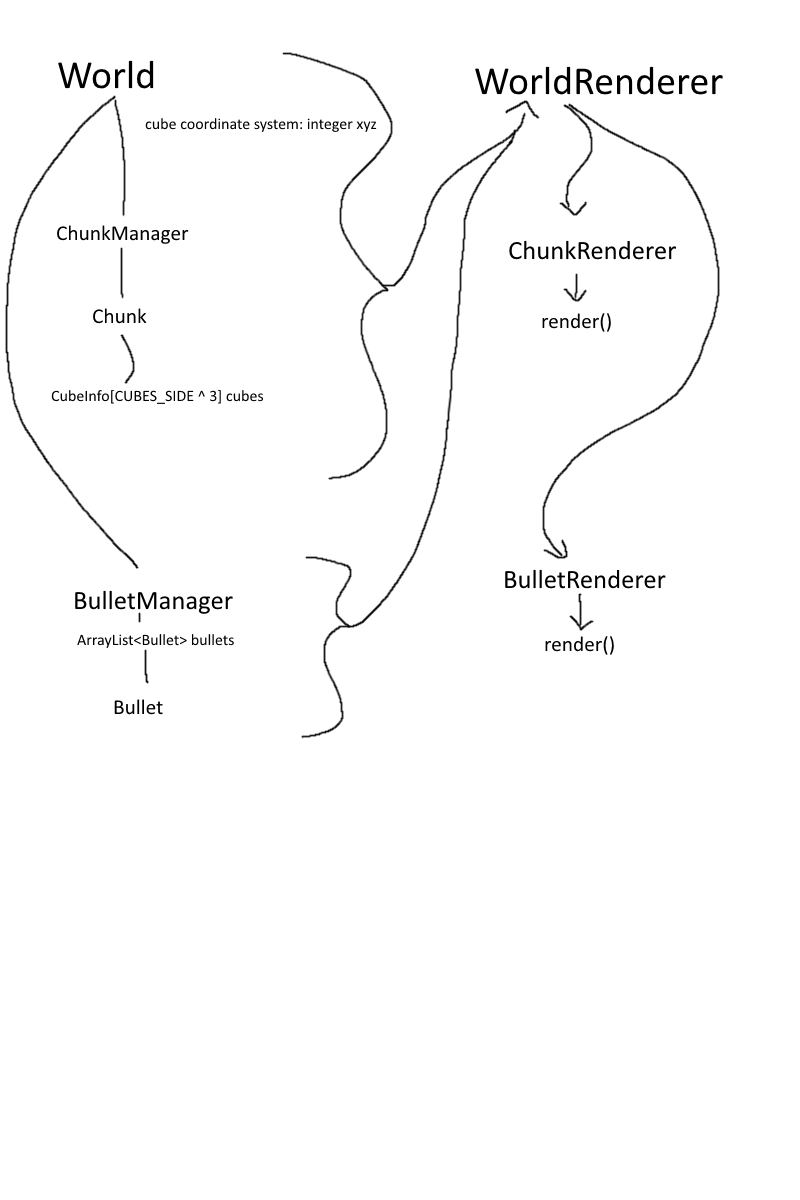 World
cube coordinate system: integer xyz
ChunkManager
Chunk
CubeInfo[CUBES_SIDE ^ 3] cubes
BulletManager
ArrayList<Bullet> bullets
Bullet
WorldRenderer
ChunkRenderer
render()
BulletRenderer
render()